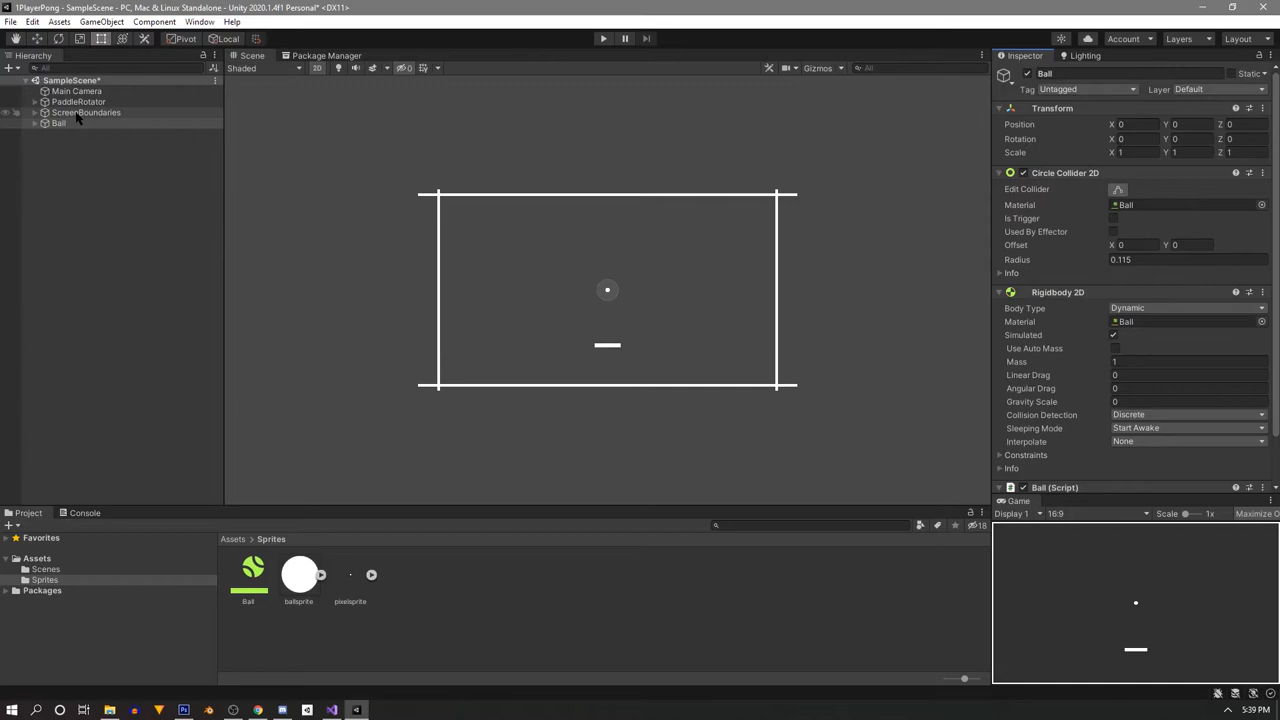 1PlayerPong - SampleScene - PC, Mac & Linux Standalone - Unity 2020.1.4f1 Personal* <DX11>
File Edit Assets GameObject Component Window Help
Pivot Local Account Layers Layout
Hierarchy Scene Package Manager Inspector Lighting
All Shaded 2D 0 Gizmos All
Ball Static
Tag Untagged Layer Default
SampleScene*
Main Camera
PaddleRotator
ScreenBoundaries
Ball
Transform
Position X 0 Y 0 Z 0
Rotation X 0 Y 0 Z 0
Scale X 1 Y 1 Z 1
Circle Collider 2D
Edit Collider
Material Ball
Is Trigger
Used By Effector
Offset X 0 Y 0
Radius 0.115
Info
Rigidbody 2D
Body Type Dynamic
Material Ball
Simulated
Use Auto Mass
Mass 1
Linear Drag 0
Angular Drag 0
Gravity Scale 0
Collision Detection Discrete
Sleeping Mode Start Awake
Interpolate None
Constraints
Info
Ball (Script)
Game
Display 1 16:9 Scale 1x Maximize O
Project Console
18
Favorites
Assets
Scenes
Sprites
Packages
Assets > Sprites
Ball ballsprite pixelsprite
5:39 PM